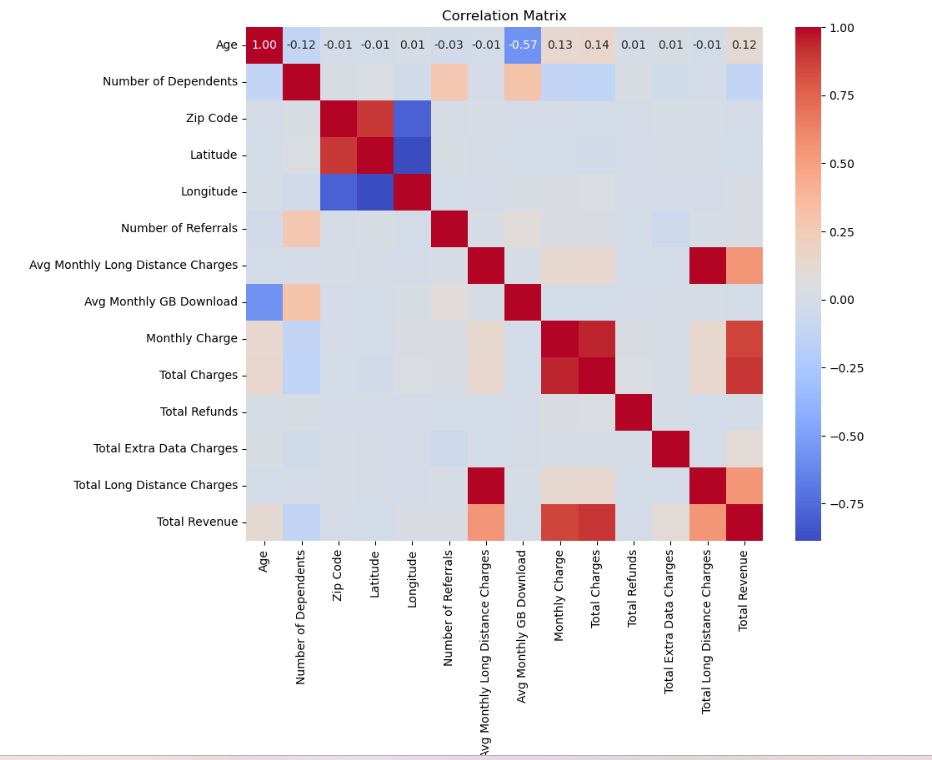 Correlation Matrix
Age
1.00 -0.12 -0.01 -0.01 0.01 -0.03 -0.01 -0.57 0.13 0.14 0.01 0.01 -0.01 0.12
Number of Dependents
Zip Code
Latitude
Longitude
Number of Referrals
Avg Monthly Long Distance Charges
Avg Monthly GB Download
Monthly Charge
Total Charges
Total Refunds
Total Extra Data Charges
Total Long Distance Charges
Total Revenue
1.00
0.75
0.50
0.25
0.00
−0.25
−0.50
−0.75
Age
Number of Dependents
Zip Code
Latitude
Longitude
Number of Referrals
Avg Monthly Long Distance Charges
Avg Monthly GB Download
Monthly Charge
Total Charges
Total Refunds
Total Extra Data Charges
Total Long Distance Charges
Total Revenue